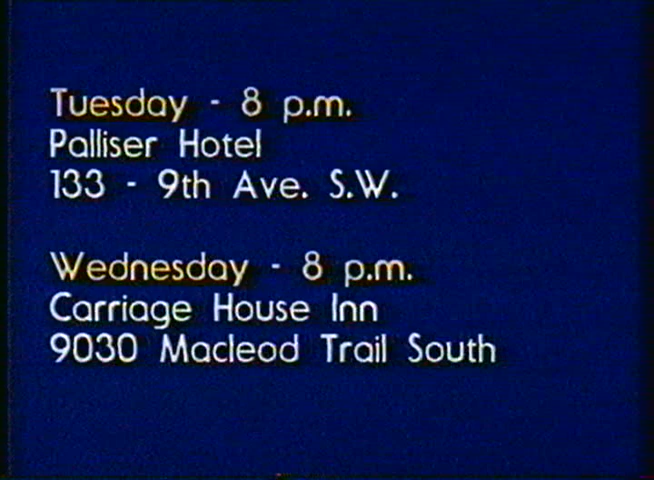 Tuesday - 8 p.m.
Palliser Hotel
133 - 9th Ave. S.W.
Wednesday - 8 p.m.
Carriage House Inn
9030 Macleod Trail South